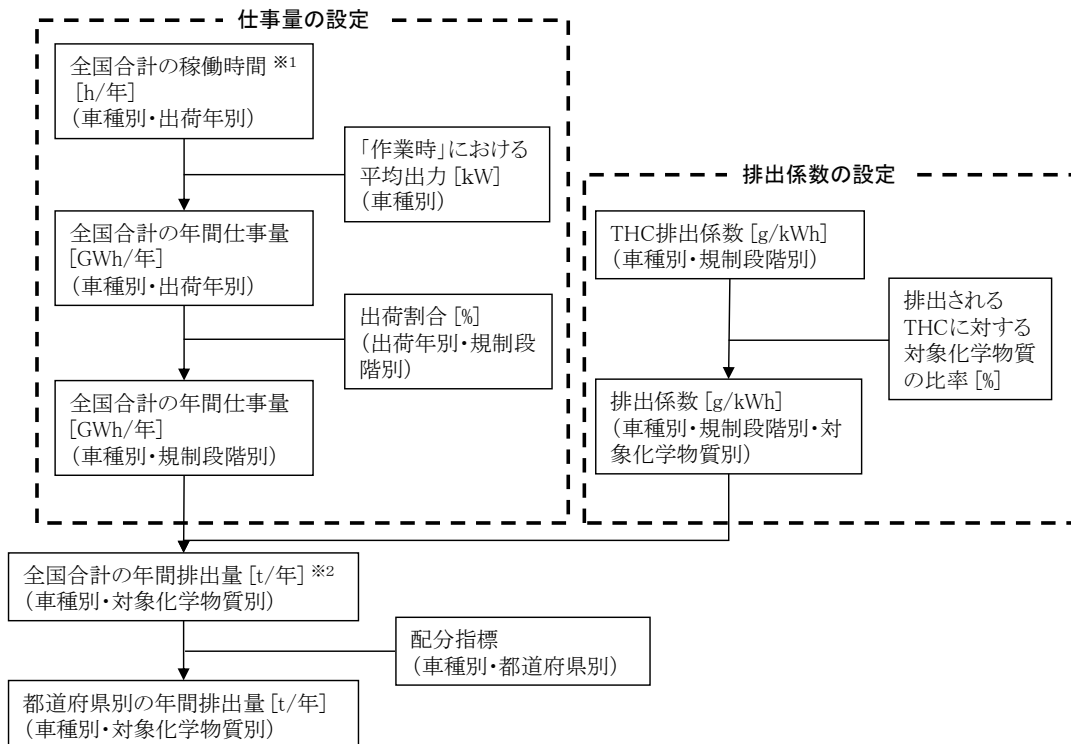 仕事量の設定
全国合計の稼働時間 ※1
[h/年]
(車種別・出荷年別)
「作業時」における
平均出力 [kW]
(車種別)
全国合計の年間仕事量
[GWh/年]
(車種別・出荷年別)
出荷割合 [%]
(出荷年別・規制段
階別)
全国合計の年間仕事量
[GWh/年]
(車種別・規制段階別)
排出係数の設定
THC排出係数 [g/kWh]
(車種別・規制段階別)
排出される
THCに対する
対象化学物質
の比率 [%]
排出係数 [g/kWh]
(車種別・規制段階別・対
象化学物質別)
全国合計の年間排出量 [t/年] ※2
(車種別・対象化学物質別)
配分指標
(車種別・都道府県別)
都道府県別の年間排出量 [t/年]
(車種別・対象化学物質別)